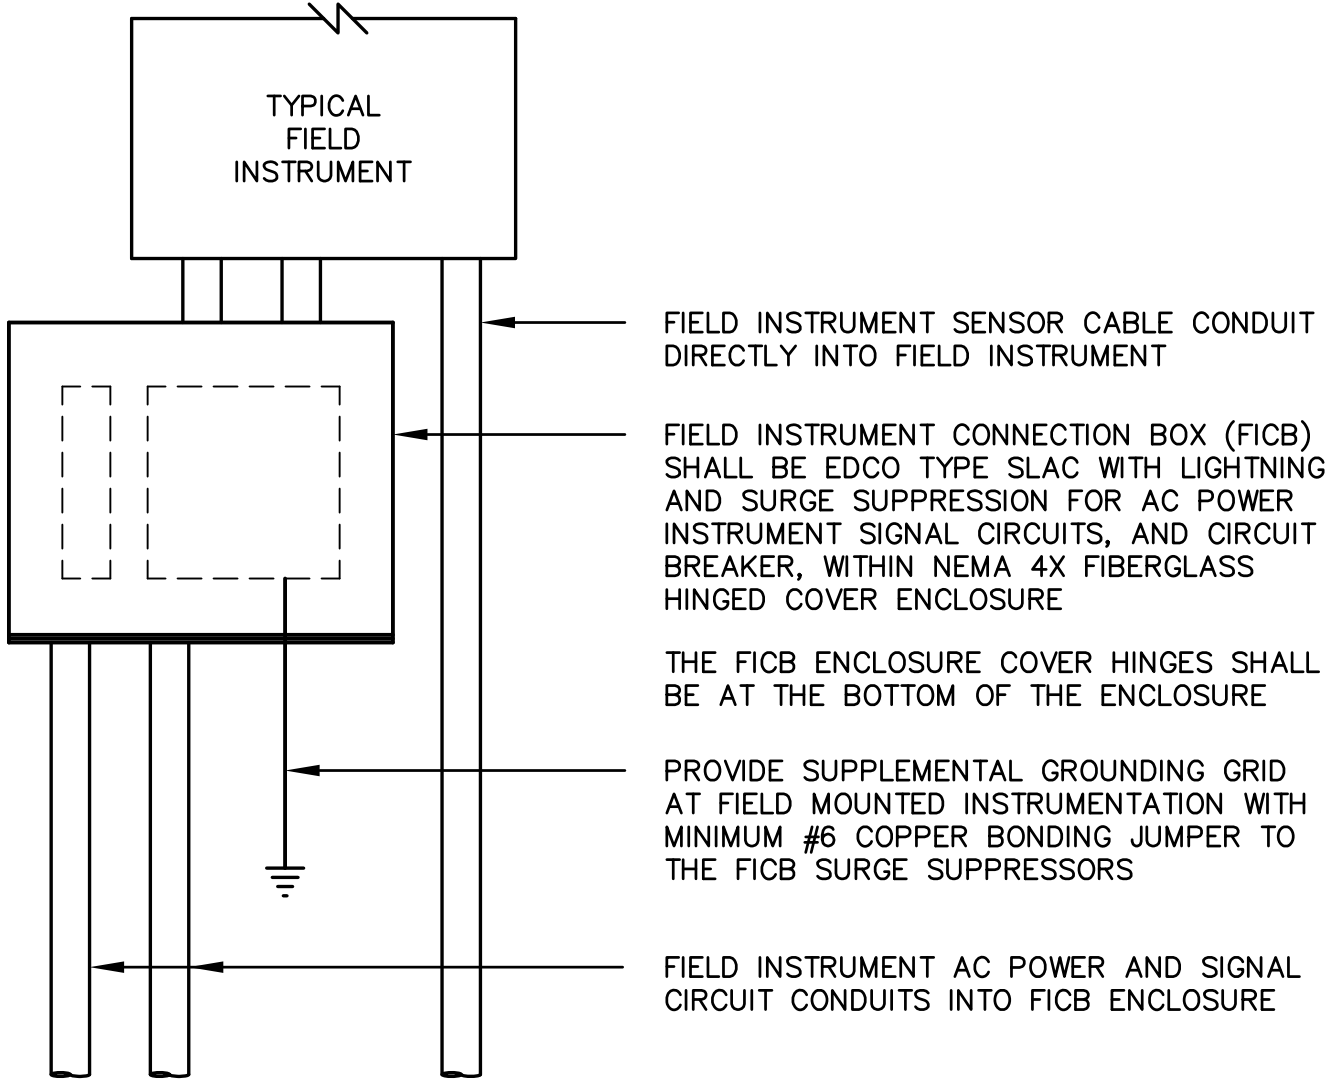 TYPICAL
FIELD
INSTRUMENT
FIELD INSTRUMENT SENSOR CABLE CONDUIT
DIRECTLY INTO FIELD INSTRUMENT
FIELD INSTRUMENT CONNECTION BOX (FICB)
SHALL BE EDCO TYPE SLAC WITH LIGHTNING
AND SURGE SUPPRESSION FOR AC POWER
INSTRUMENT SIGNAL CIRCUITS, AND CIRCUIT
BREAKER, WITHIN NEMA 4X FIBERGLASS
HINGED COVER ENCLOSURE
THE FICB ENCLOSURE COVER HINGES SHALL
BE AT THE BOTTOM OF THE ENCLOSURE
PROVIDE SUPPLEMENTAL GROUNDING GRID
AT FIELD MOUNTED INSTRUMENTATION WITH
MINIMUM #6 COPPER BONDING JUMPER TO
THE FICB SURGE SUPPRESSORS
FIELD INSTRUMENT AC POWER AND SIGNAL
CIRCUIT CONDUITS INTO FICB ENCLOSURE